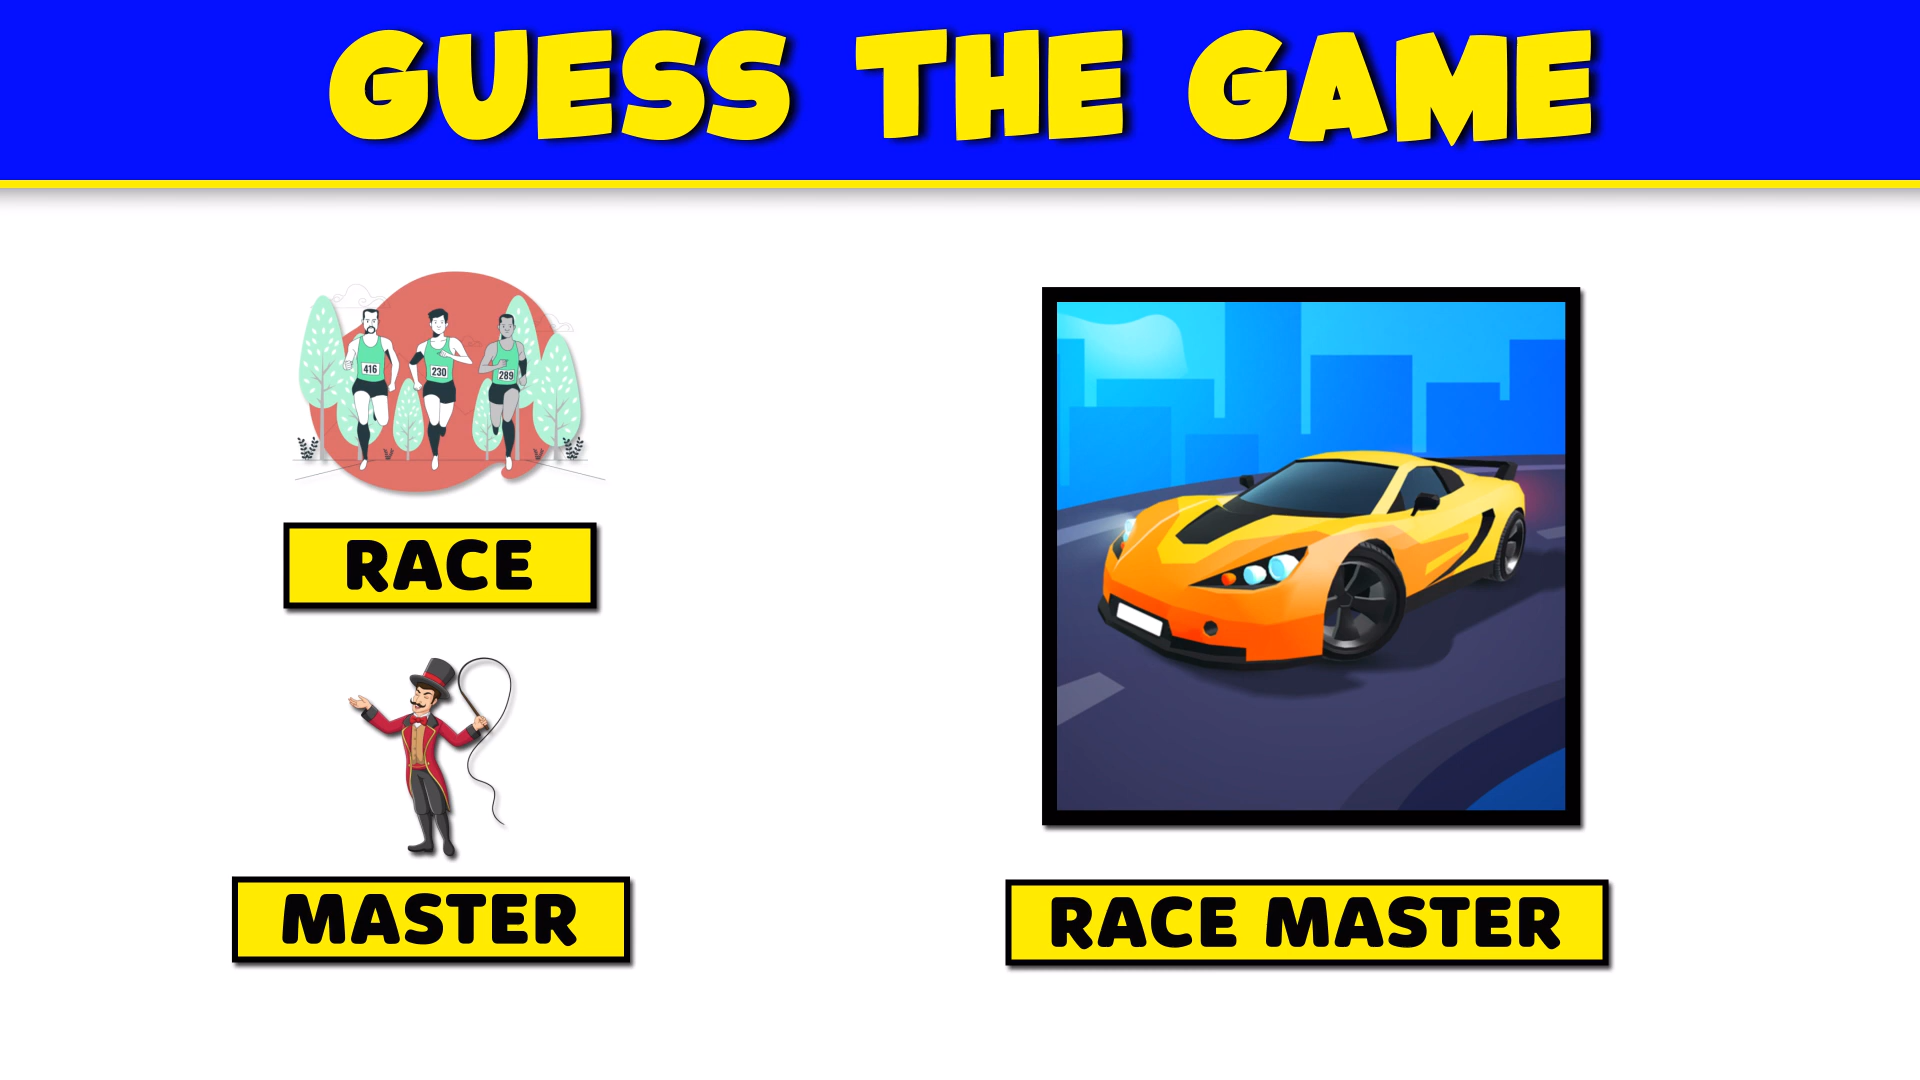 GUESS THE GAME
416
230
289
RACE
MASTER
RACE MASTER